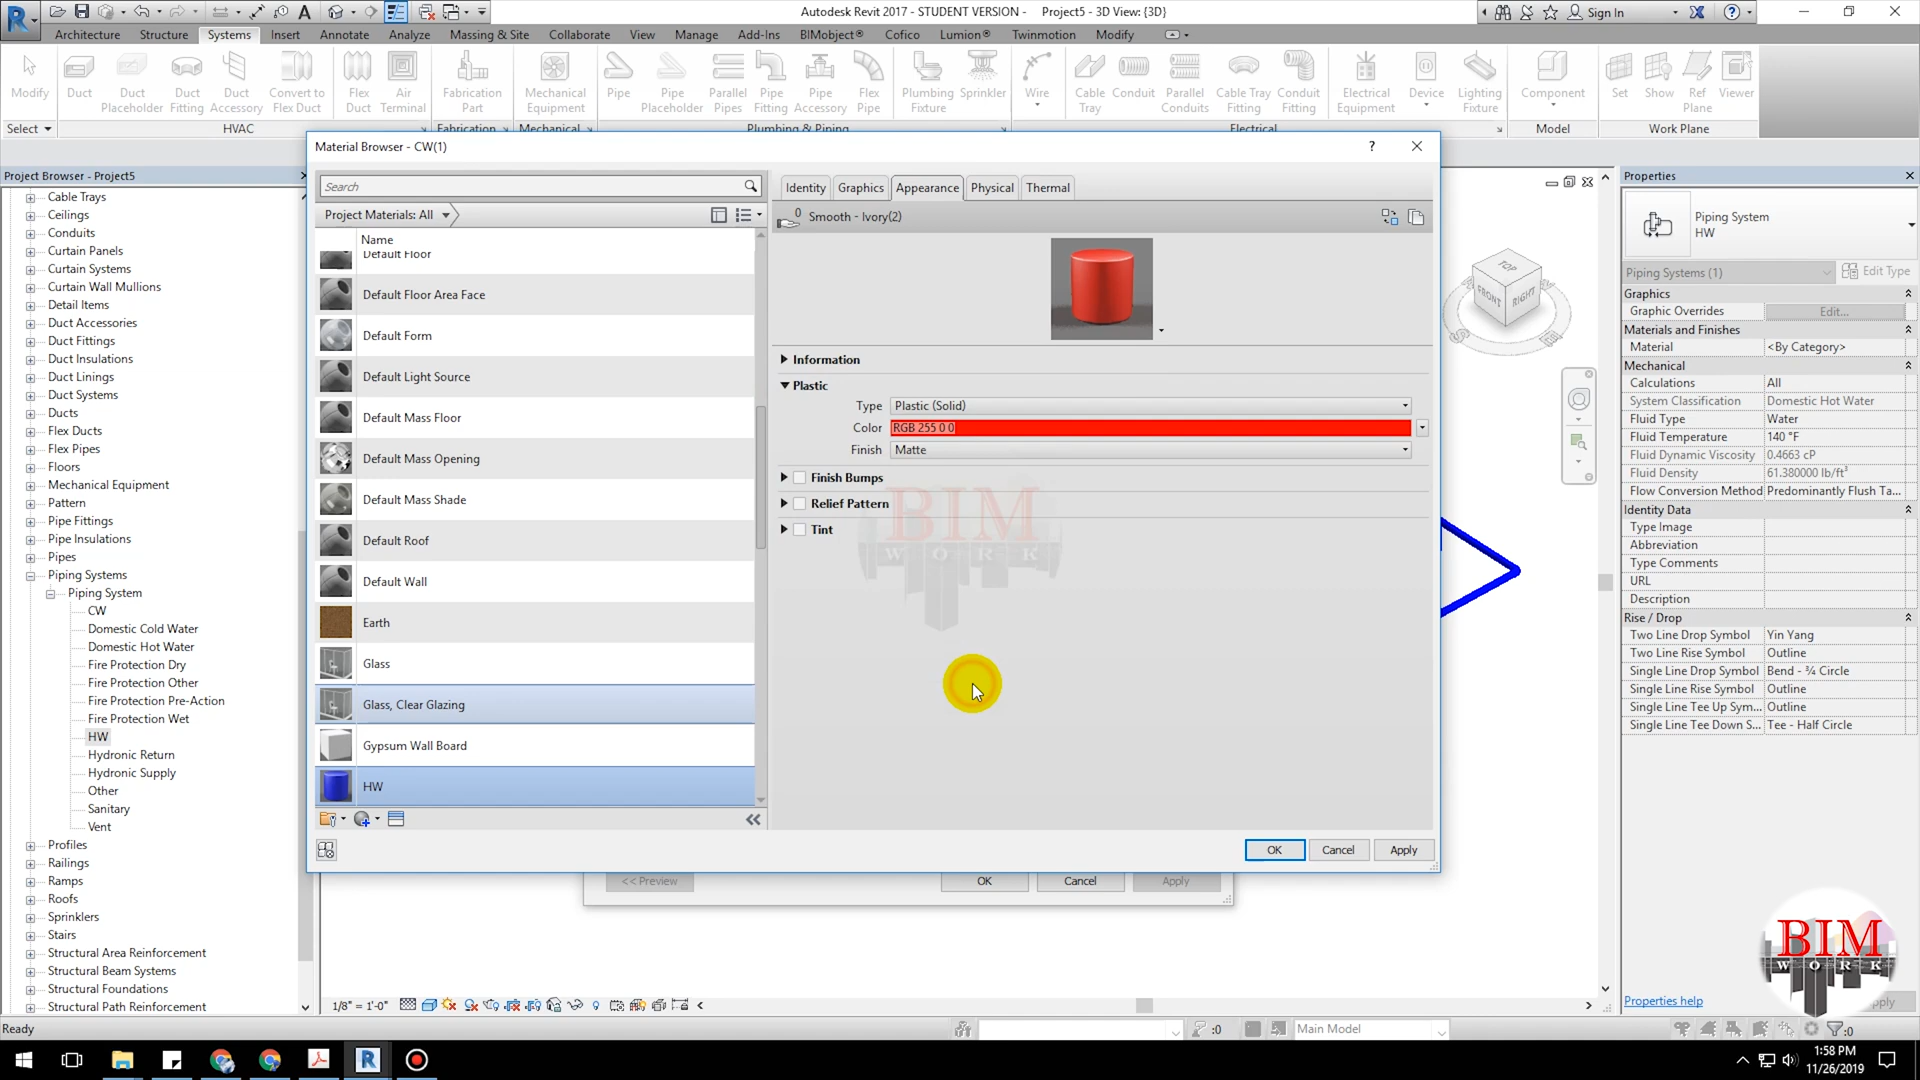 Autodesk Revit 2017 - STUDENT VERSION - Project5 - 3D View: {3D}
Sign In
Architecture Structure Systems Insert Annotate Analyze Massing & Site Collaborate View Manage Add-Ins BIMobject® Cofico Lumion® Twinmotion Modify
Modify
Duct
Duct Placeholder
Duct Fitting
Duct Accessory
Convert to Flex Duct
Flex Duct
Air Terminal
Fabrication Part
Mechanical Equipment
Pipe
Pipe Placeholder
Parallel Pipes
Pipe Fitting
Pipe Accessory
Flex Pipe
Plumbing Fixture
Sprinkler
Wire
Cable Tray
Conduit
Parallel Conduits
Cable Tray Fitting
Conduit Fitting
Electrical Equipment
Device
Lighting Fixture
Component
Set
Show
Ref Plane
Viewer
Select HVAC Fabrication Mechanical Plumbing & Piping Electrical Model Work Plane
Project Browser - Project5
Cable Trays
Ceilings
Conduits
Curtain Panels
Curtain Systems
Curtain Wall Mullions
Detail Items
Duct Accessories
Duct Fittings
Duct Insulations
Duct Linings
Duct Systems
Ducts
Flex Ducts
Flex Pipes
Floors
Mechanical Equipment
Pattern
Pipe Fittings
Pipe Insulations
Pipes
Piping Systems
Piping System
CW
Domestic Cold Water
Domestic Hot Water
Fire Protection Dry
Fire Protection Other
Fire Protection Pre-Action
Fire Protection Wet
HW
Hydronic Return
Hydronic Supply
Other
Sanitary
Vent
Profiles
Railings
Ramps
Roofs
Sprinklers
Stairs
Structural Area Reinforcement
Structural Beam Systems
Structural Foundations
Structural Path Reinforcement
Material Browser - CW(1)
?
Search
Project Materials: All
Name
Default Floor
Default Floor Area Face
Default Form
Default Light Source
Default Mass Floor
Default Mass Opening
Default Mass Shade
Default Roof
Default Wall
Earth
Glass
Glass, Clear Glazing
Gypsum Wall Board
HW
Identity Graphics Appearance Physical Thermal
0 Smooth - Ivory(2)
Information
Plastic
Type Plastic (Solid)
Color RGB 255 0 0
Finish Matte
Finish Bumps
Relief Pattern
Tint
BIM
WORK
OK Cancel Apply
<< Preview OK Cancel Apply
TOP
FRONT RIGHT
Properties
Piping System
HW
Piping Systems (1) Edit Type
Graphics
Graphic Overrides Edit...
Materials and Finishes
Material <By Category>
Mechanical
Calculations All
System Classification Domestic Hot Water
Fluid Type Water
Fluid Temperature 140 °F
Fluid Dynamic Viscosity 0.4663 cP
Fluid Density 61.380000 lb/ft³
Flow Conversion Method Predominantly Flush Ta...
Identity Data
Type Image
Abbreviation
Type Comments
URL
Description
Rise / Drop
Two Line Drop Symbol Yin Yang
Two Line Rise Symbol Outline
Single Line Drop Symbol Bend - ¾ Circle
Single Line Rise Symbol Outline
Single Line Tee Up Sym... Outline
Single Line Tee Down S... Tee - Half Circle
Properties help
BIM
WORK
1/8" = 1'-0"
Ready
:0
Main Model
:0
1:58 PM
11/26/2019